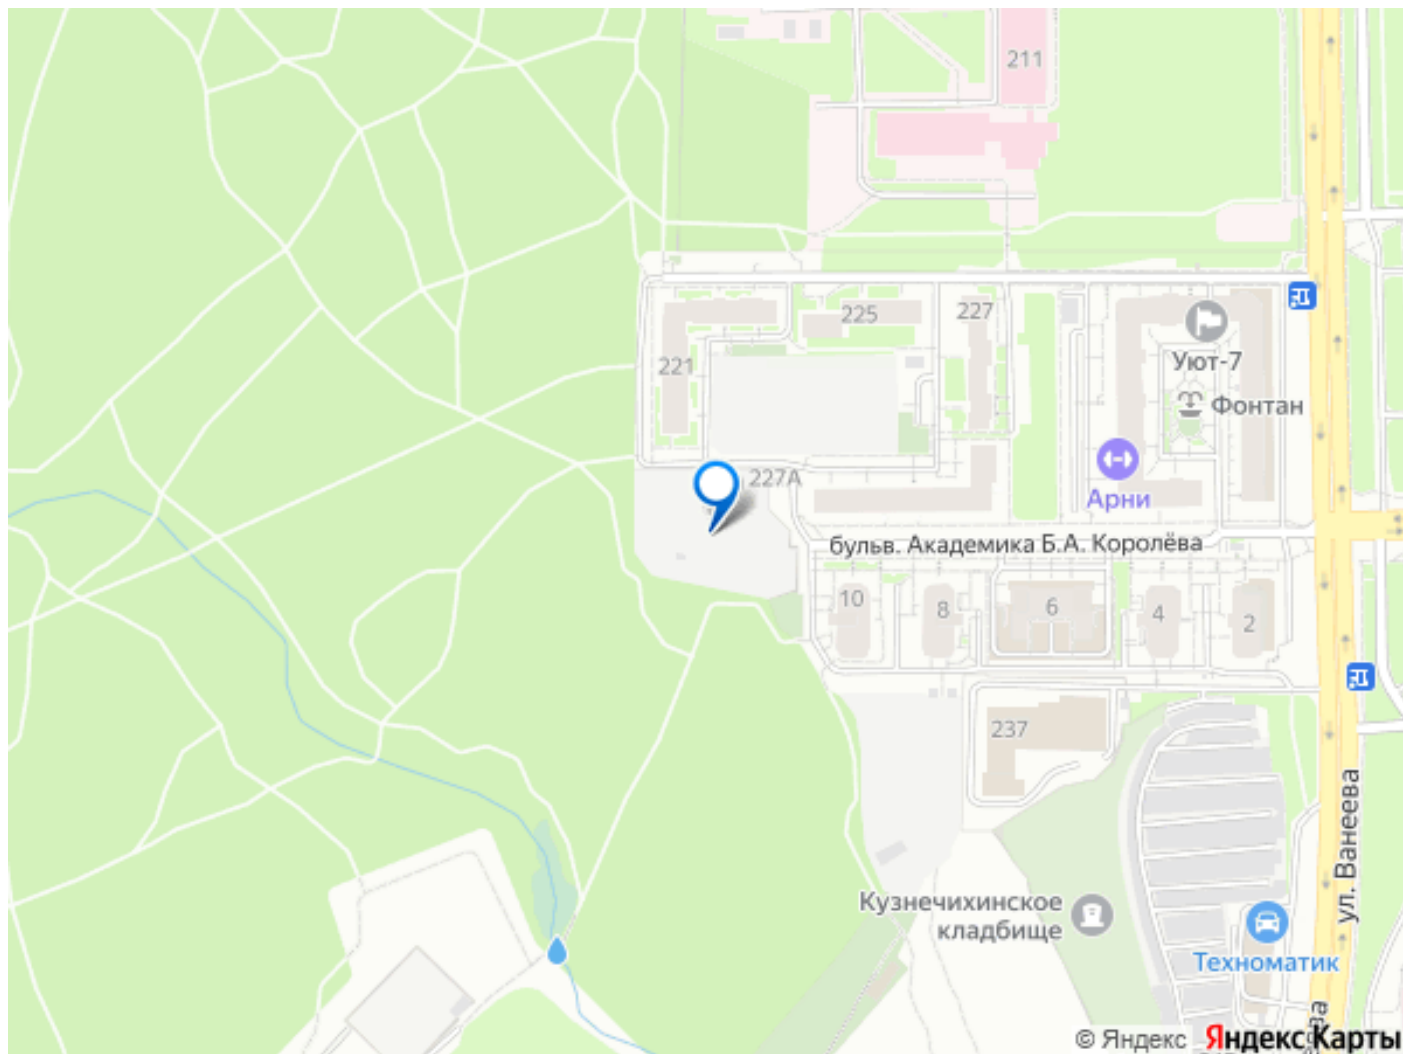 211
225
227
221
Уют-7
Фонтан
227А
Арни
бульв. Академика Б.А. Королёва
10
8
6
4
2
237
ул. Ванеева
Кузнечихинское
кладбище
Техноматик
© Яндекс Яндекс Карты